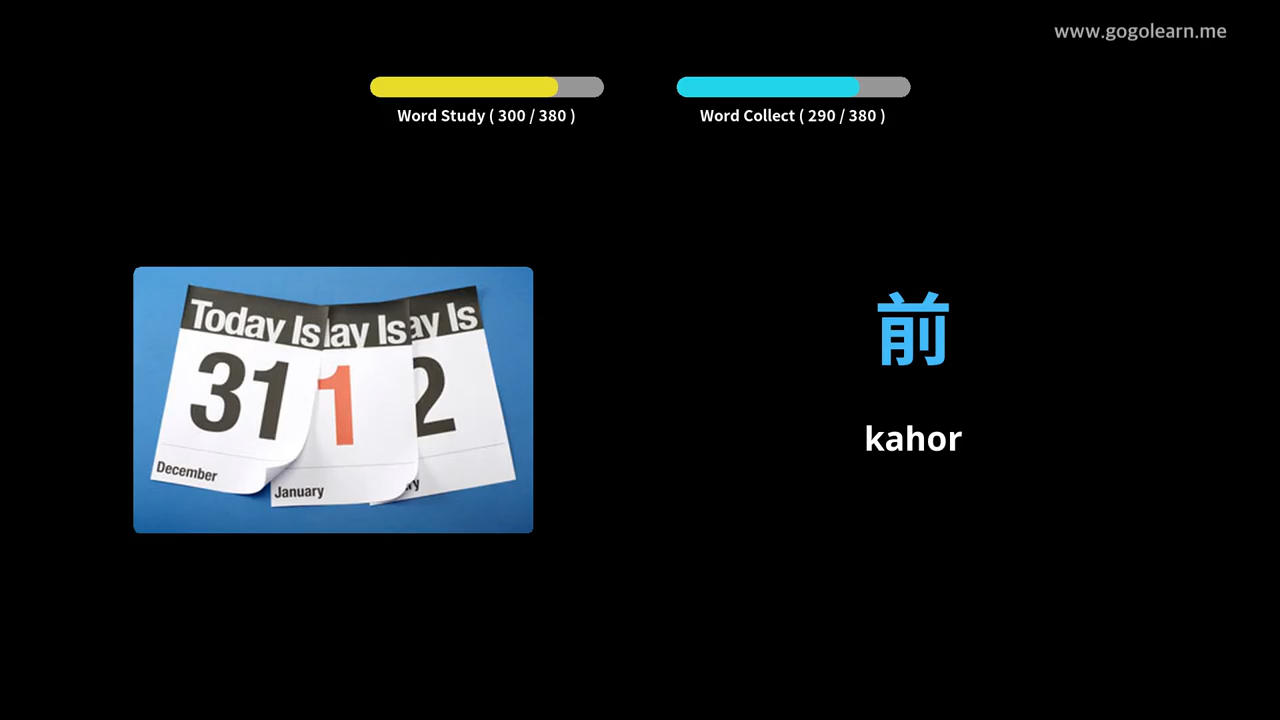 www.gogolearn.me
Word Study ( 300 / 380 )
Word Collect ( 290 / 380 )
Today Is
31
December
ay Is
1
January
ay Is
2
ry
前
kahor